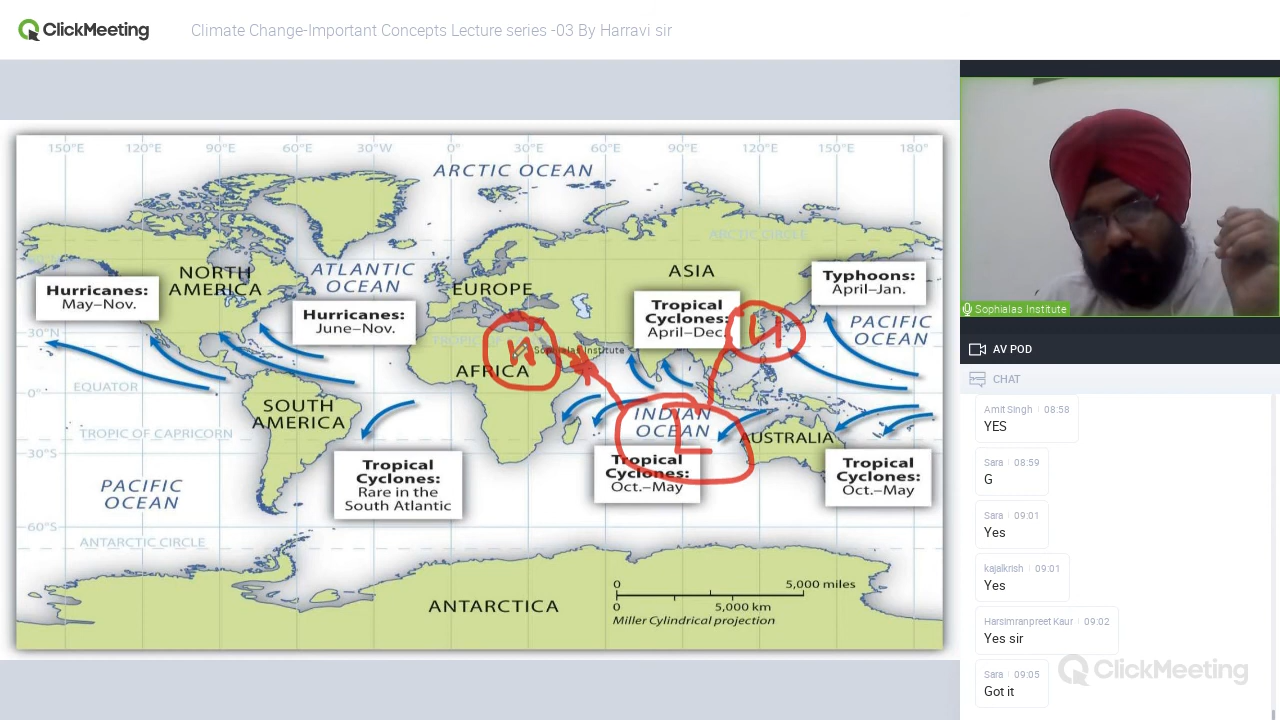 ClickMeeting
Climate Change-Important Concepts Lecture series -03 By Harravi sir
150°E 120°E 90°E 60°E 30°W 0° 30°E 60°E 90°E 120°E 150°E 180°
ARCTIC OCEAN
ARCTIC CIRCLE
NORTH
AMERICA
ATLANTIC
OCEAN
EUROPE
ASIA
Hurricanes:
May–Nov.
Hurricanes:
June–Nov.
Tropical
Cyclones:
April–Dec.
Typhoons:
April–Jan.
PACIFIC
OCEAN
30°N
TROPIC OF
Sophialas Institute
H
H
AFRICA
EQUATOR
0°
SOUTH
AMERICA
INDIAN
OCEAN
L
AUSTRALIA
TROPIC OF CAPRICORN
30°S
PACIFIC
OCEAN
Tropical
Cyclones:
Rare in the
South Atlantic
Tropical
Cyclones:
Oct.–May
Tropical
Cyclones:
Oct.–May
60°S
ANTARCTIC CIRCLE
ANTARCTICA
0 5,000 miles
0 5,000 km
Miller Cylindrical projection
Sophialas Institute
AV POD
CHAT
Amit Singh 08:58
YES
Sara 08:59
G
Sara 09:01
Yes
kajalkrish 09:01
Yes
Harsimranpreet Kaur 09:02
Yes sir
Sara 09:05
Got it
ClickMeeting